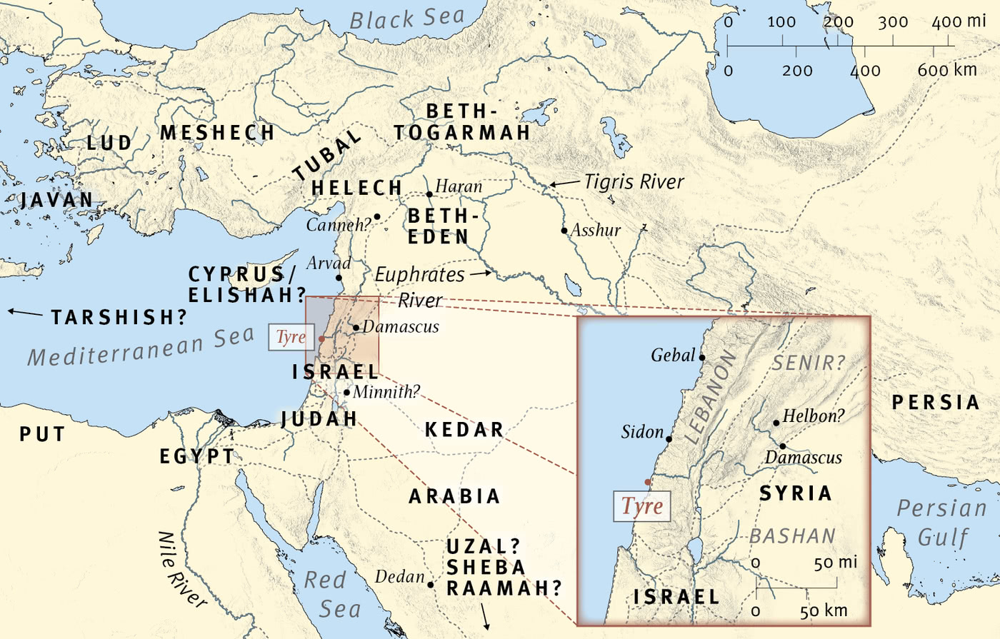 Black Sea
0 100 200 300 400 mi
0 200 400 600 km
BETH-
TOGARMAH
MESHECH
LUD
TUBAL
JAVAN
HELECH
Haran
Tigris River
Canneh?
BETH-
EDEN
Asshur
Arvad
CYPRUS/
ELISHAH?
Euphrates
River
TARSHISH?
Mediterranean Sea
Tyre
Damascus
ISRAEL
Minnith?
JUDAH
PUT
EGYPT
KEDAR
ARABIA
Nile River
Red
Sea
Dedan
UZAL?
SHEBA
RAAMAH?
Gebal
LEBANON
SENIR?
Helbon?
Sidon
Damascus
Tyre
SYRIA
BASHAN
0 50 mi
0 50 km
ISRAEL
PERSIA
Persian
Gulf